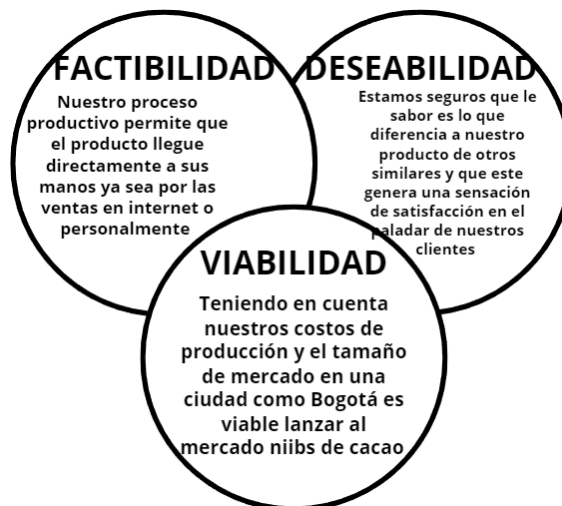 FACTIBILIDAD
Nuestro proceso
productivo permite que
el producto llegue
directamente a sus
manos ya sea por las
ventas en internet o
personalmente
DESEABILIDAD
Estamos seguros que le
sabor es lo que
diferencia a nuestro
producto de otros
similares y que este
genera una sensación
de satisfacción en el
paladar de nuestros
clientes
VIABILIDAD
Teniendo en cuenta
nuestros costos de
producción y el tamaño
de mercado en una
ciudad como Bogotá es
viable lanzar al
mercado niibs de cacao